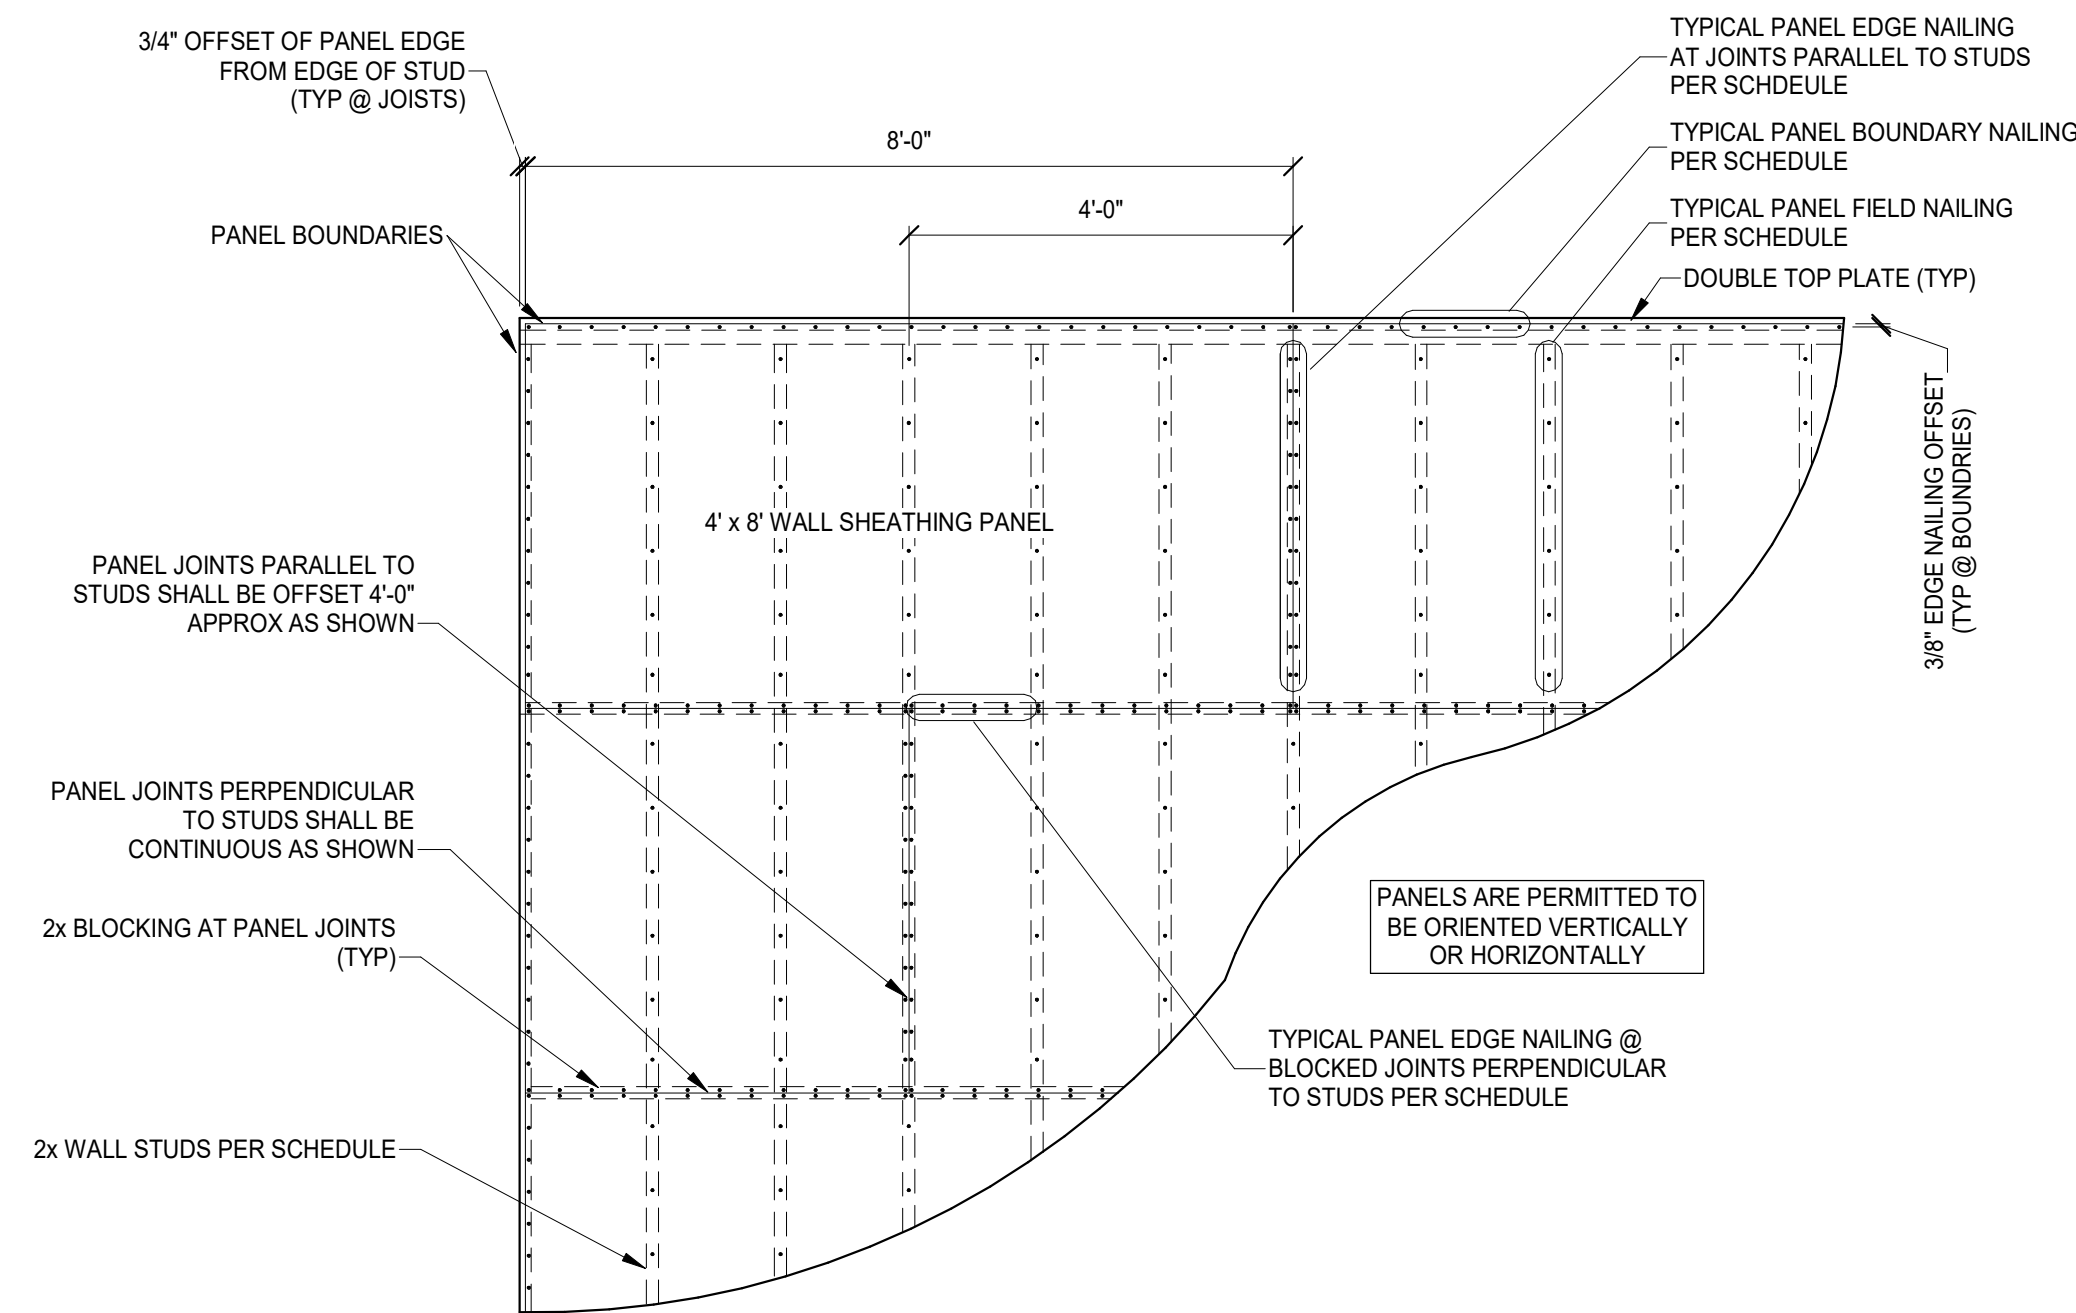 3/4" OFFSET OF PANEL EDGE
FROM EDGE OF STUD
(TYP @ JOISTS)
8'-0"
4'-0"
PANEL BOUNDARIES
TYPICAL PANEL EDGE NAILING
AT JOINTS PARALLEL TO STUDS
PER SCHDEULE
TYPICAL PANEL BOUNDARY NAILING
PER SCHEDULE
TYPICAL PANEL FIELD NAILING
PER SCHEDULE
DOUBLE TOP PLATE (TYP)
3/8" EDGE NAILING OFFSET
(TYP @ BOUNDRIES)
4' x 8' WALL SHEATHING PANEL
PANEL JOINTS PARALLEL TO
STUDS SHALL BE OFFSET 4'-0"
APPROX AS SHOWN
PANEL JOINTS PERPENDICULAR
TO STUDS SHALL BE
CONTINUOUS AS SHOWN
2x BLOCKING AT PANEL JOINTS
(TYP)
2x WALL STUDS PER SCHEDULE
PANELS ARE PERMITTED TO
BE ORIENTED VERTICALLY
OR HORIZONTALLY
TYPICAL PANEL EDGE NAILING @
BLOCKED JOINTS PERPENDICULAR
TO STUDS PER SCHEDULE